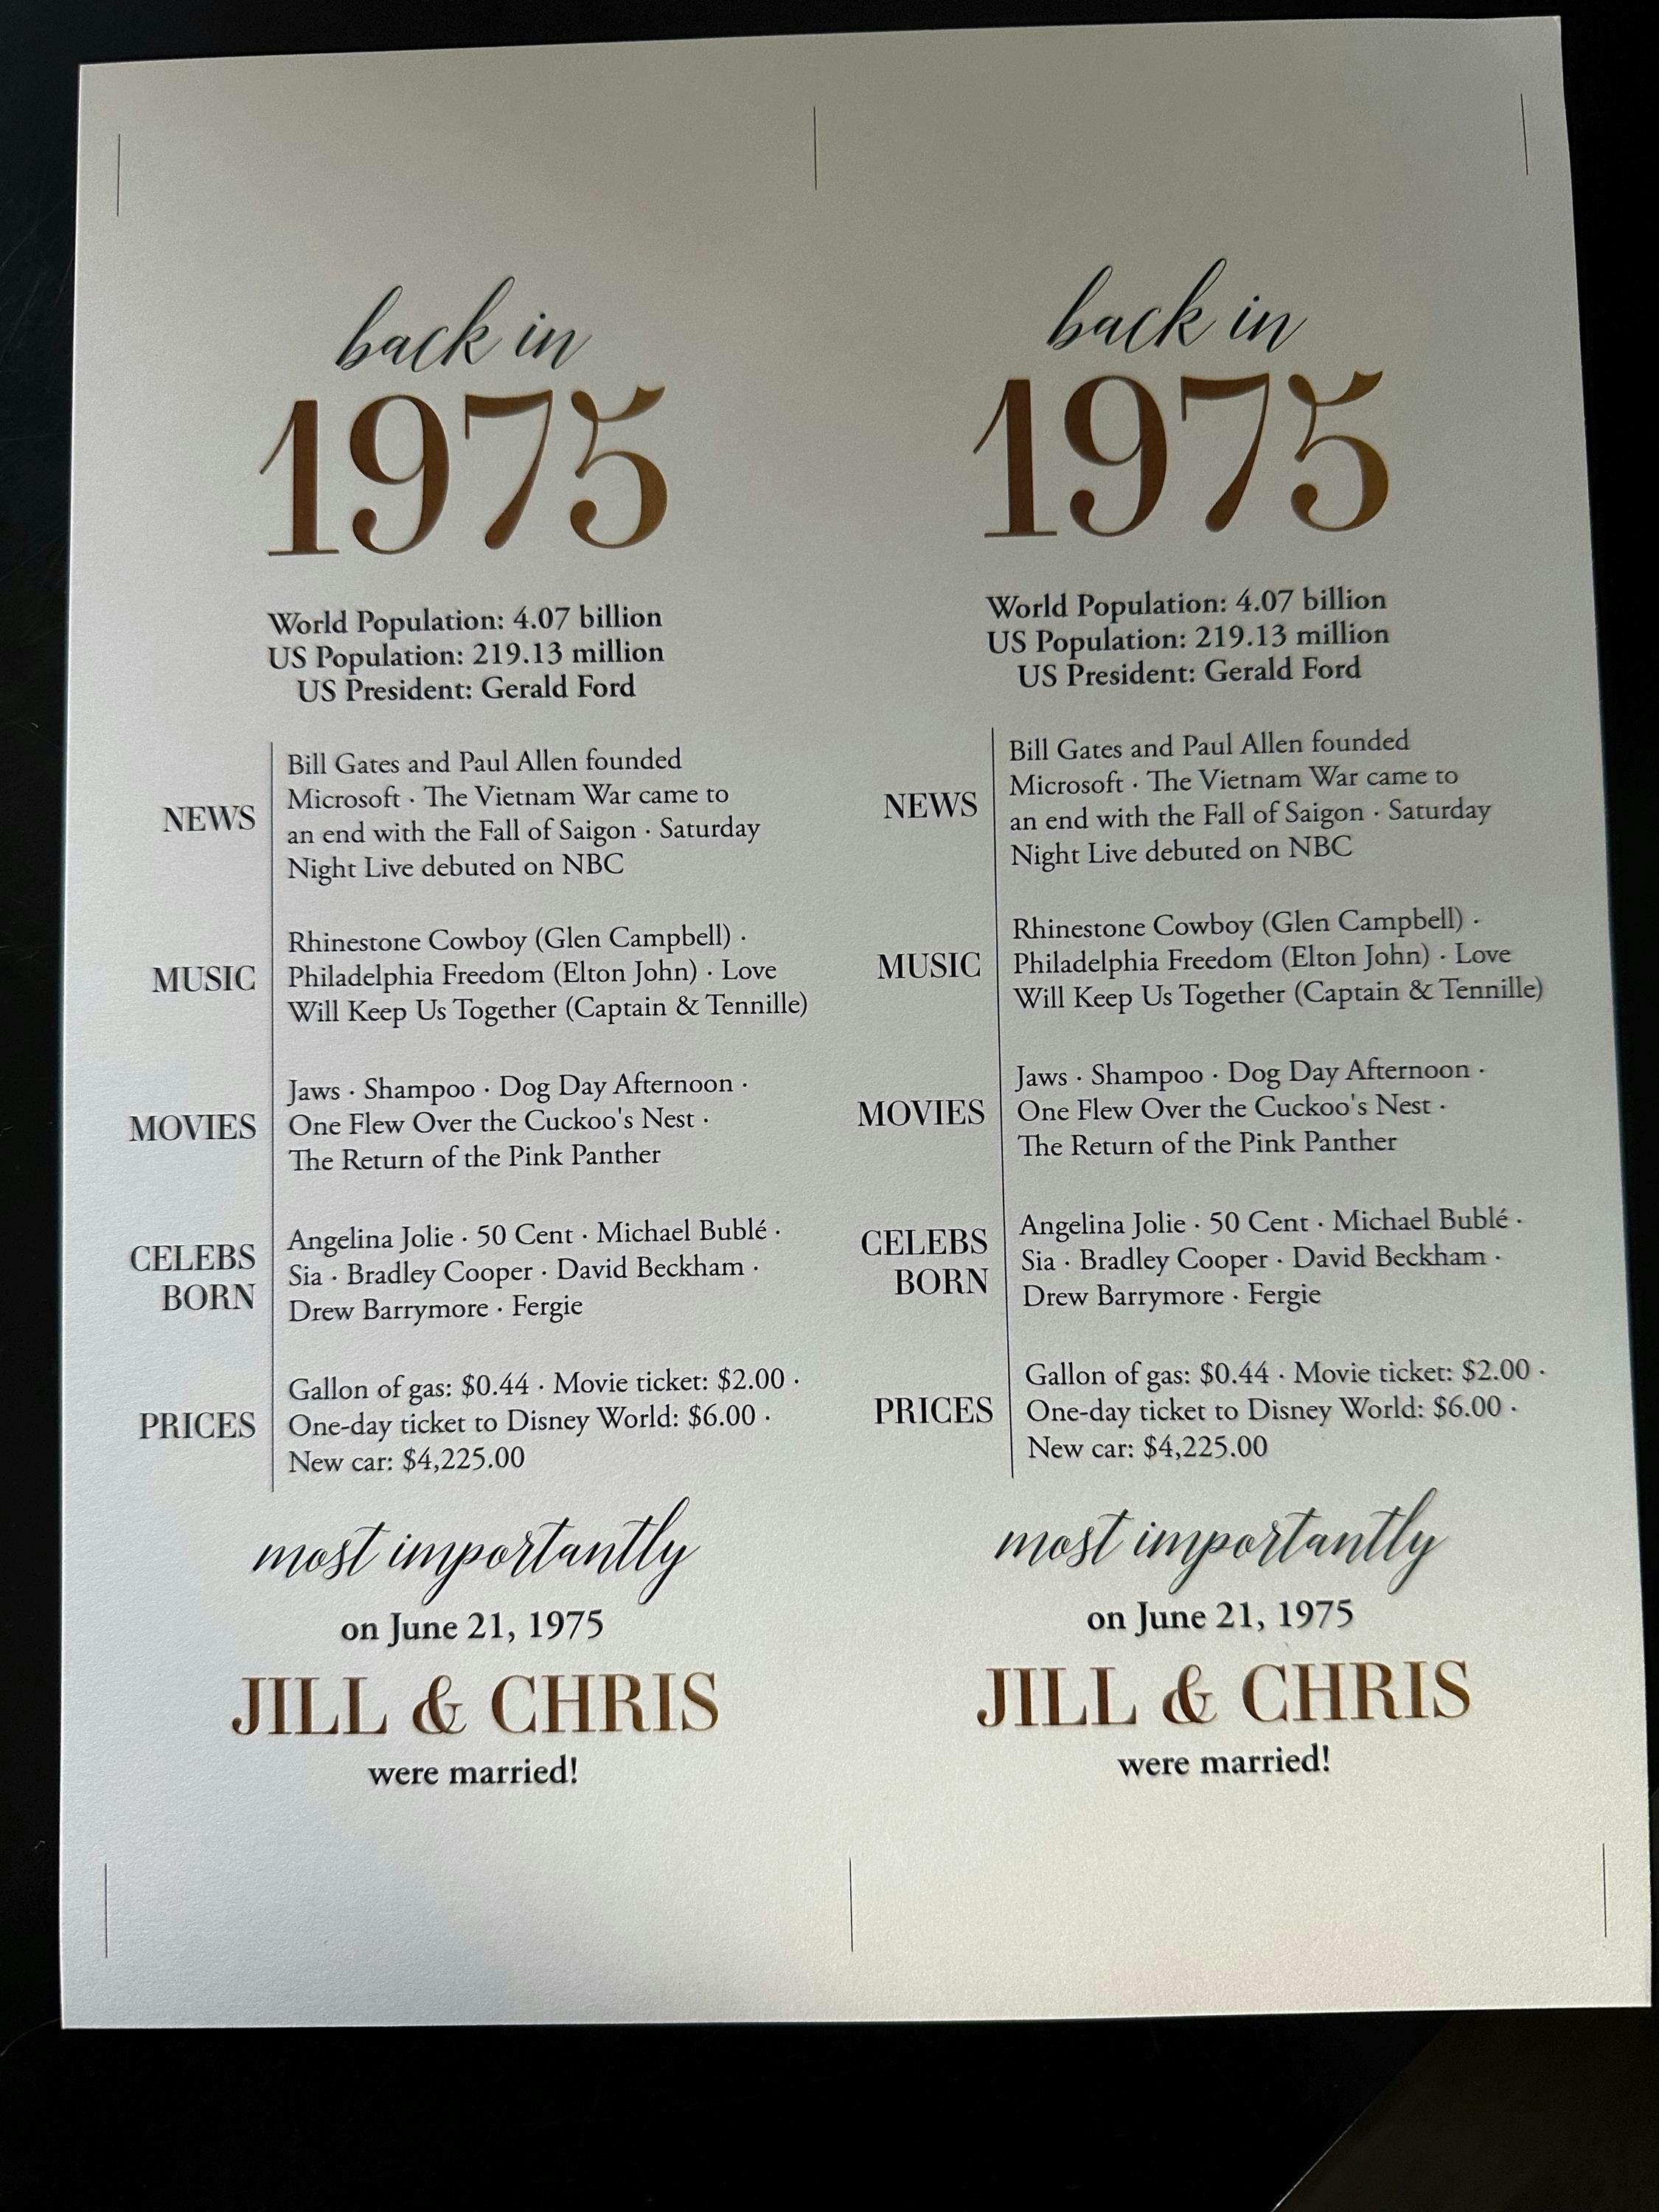 back in
1975
World Population: 4.07 billion
US Population: 219.13 million
US President: Gerald Ford
NEWS
Bill Gates and Paul Allen founded
Microsoft · The Vietnam War came to
an end with the Fall of Saigon · Saturday
Night Live debuted on NBC
MUSIC
Rhinestone Cowboy (Glen Campbell) ·
Philadelphia Freedom (Elton John) · Love
Will Keep Us Together (Captain & Tennille)
MOVIES
Jaws · Shampoo · Dog Day Afternoon ·
One Flew Over the Cuckoo's Nest ·
The Return of the Pink Panther
CELEBS
BORN
Angelina Jolie · 50 Cent · Michael Bublé ·
Sia · Bradley Cooper · David Beckham ·
Drew Barrymore · Fergie
PRICES
Gallon of gas: $0.44 · Movie ticket: $2.00 ·
One-day ticket to Disney World: $6.00 ·
New car: $4,225.00
most importantly
on June 21, 1975
JILL & CHRIS
were married!
back in
1975
World Population: 4.07 billion
US Population: 219.13 million
US President: Gerald Ford
NEWS
Bill Gates and Paul Allen founded
Microsoft · The Vietnam War came to
an end with the Fall of Saigon · Saturday
Night Live debuted on NBC
MUSIC
Rhinestone Cowboy (Glen Campbell) ·
Philadelphia Freedom (Elton John) · Love
Will Keep Us Together (Captain & Tennille)
MOVIES
Jaws · Shampoo · Dog Day Afternoon ·
One Flew Over the Cuckoo's Nest ·
The Return of the Pink Panther
CELEBS
BORN
Angelina Jolie · 50 Cent · Michael Bublé ·
Sia · Bradley Cooper · David Beckham ·
Drew Barrymore · Fergie
PRICES
Gallon of gas: $0.44 · Movie ticket: $2.00 ·
One-day ticket to Disney World: $6.00 ·
New car: $4,225.00
most importantly
on June 21, 1975
JILL & CHRIS
were married!